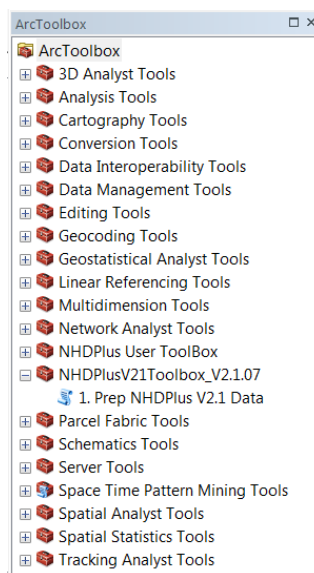 ArcToolbox
ArcToolbox
3D Analyst Tools
Analysis Tools
Cartography Tools
Conversion Tools
Data Interoperability Tools
Data Management Tools
Editing Tools
Geocoding Tools
Geostatistical Analyst Tools
Linear Referencing Tools
Multidimension Tools
Network Analyst Tools
NHDPlus User ToolBox
NHDPlusV21Toolbox_V2.1.07
1. Prep NHDPlus V2.1 Data
Parcel Fabric Tools
Schematics Tools
Server Tools
Space Time Pattern Mining Tools
Spatial Analyst Tools
Spatial Statistics Tools
Tracking Analyst Tools